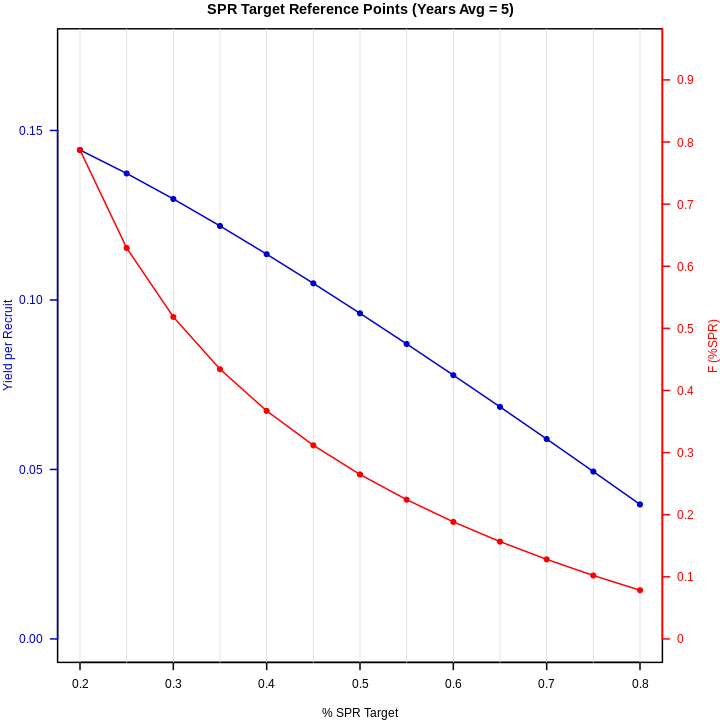 SPR Target Reference Points (Years Avg = 5)
Yield per Recruit
0.15
0.10
0.05
0.00
0.9
0.8
0.7
0.6
0.5
0.4
0.3
0.2
0.1
0
F (%SPR)
0.2 0.3 0.4 0.5 0.6 0.7 0.8
% SPR Target